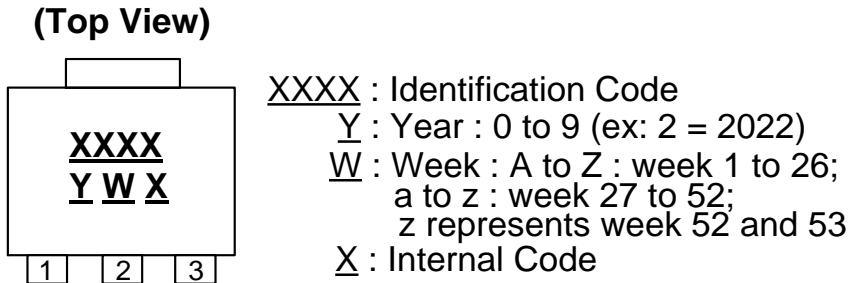 (Top View)
XXXX
Y W X
1 2 3
XXXX : Identification Code
Y : Year : 0 to 9 (ex: 2 = 2022)
W : Week : A to Z : week 1 to 26;
a to z : week 27 to 52;
z represents week 52 and 53
X : Internal Code